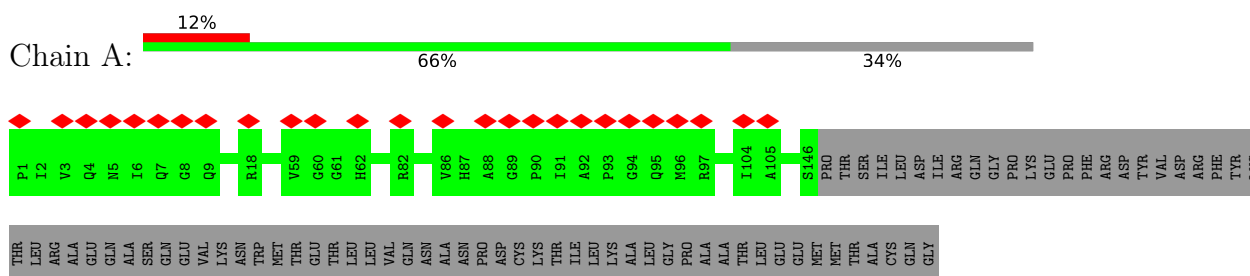 12%
Chain A:
66%
34%
P1 I2 V3 Q4 N5 I6 Q7 G8 Q9 R18 V59 G60 G61 H62 R82 V86 H87 A88 G89 P90 I91 A92 P93 G94 Q95 M96 R97 I104 A105 S146 PRO THR SER ILE LEU ASP ILE ARG GLN GLY PRO LYS GLU PRO PHE ARG ASP TYR VAL ASP ARG PHE TYR
THR LEU ARG ALA GLU GLN ALA SER GLN GLU VAL LYS ASN TRP MET THR GLU THR LEU LEU VAL GLN ASN ALA ASN PRO ASP CYS LYS THR ILE LEU LYS ALA LEU GLY PRO ALA ALA THR LEU GLU GLU MET MET THR ALA CYS GLN GLY